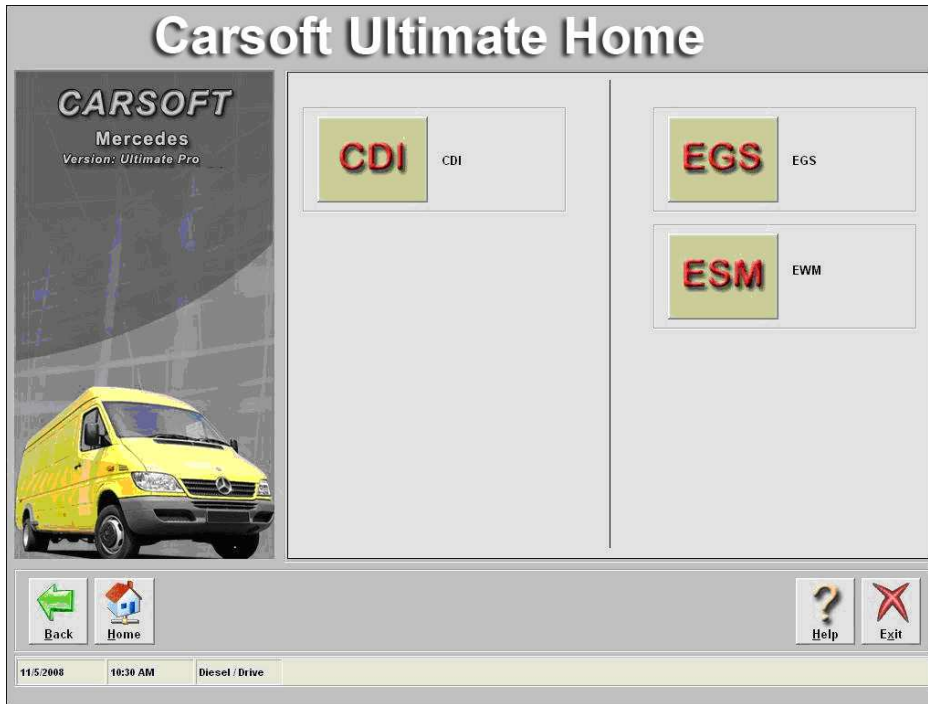 Carsoft Ultimate Home
CARSOFT
Mercedes
Version: Ultimate Pro
CDI CDI
EGS EGS
ESM EWM
Back Home Help Exit
11/5/2008 10:30 AM Diesel / Drive